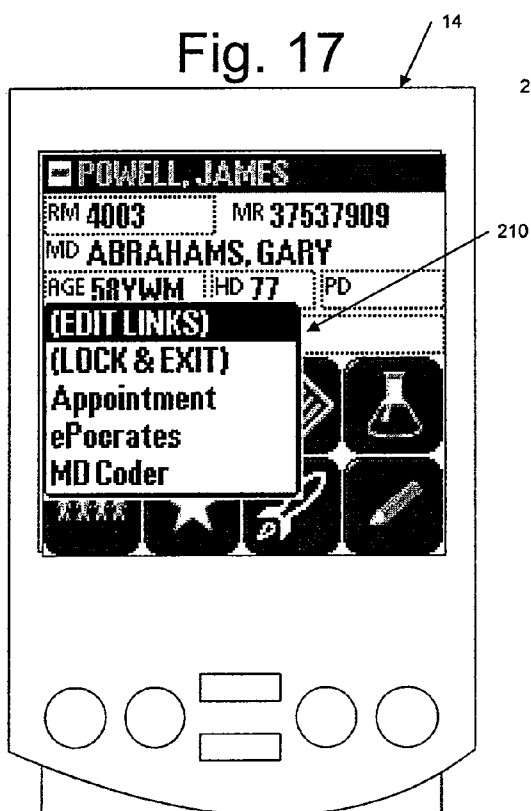 Fig. 17
14
2
POWELL, JAMES
RM 4003 MR 37537909
MD ABRAHAMS, GARY
AGE 58YWM HD 77 PD
210
(EDIT LINKS)
(LOCK & EXIT)
Appointment
ePocrates
MD Coder